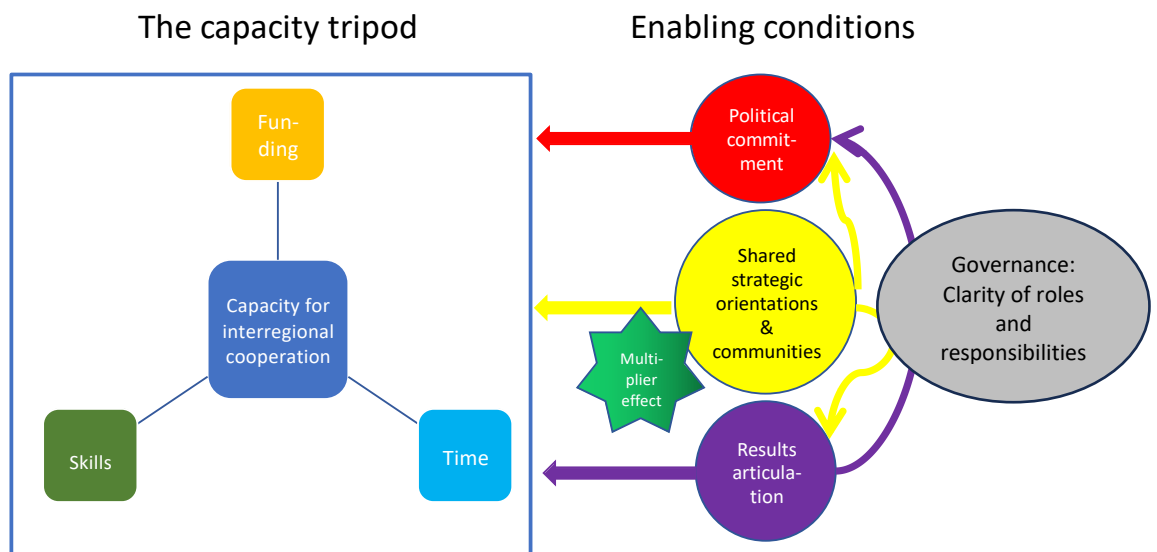 The capacity tripod
Enabling conditions
Fun-
ding
Capacity for
interregional
cooperation
Skills
Time
Political
commit-
ment
Shared
strategic
orientations
&
communities
Multi-
plier
effect
Results
articula-
tion
Governance:
Clarity of roles
and
responsibilities